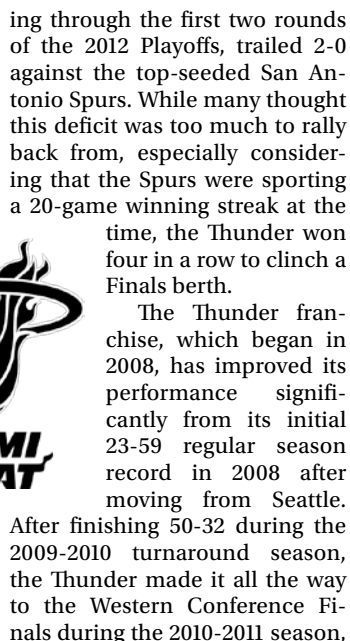 ing through the first two rounds
of the 2012 Playoffs, trailed 2-0
against the top-seeded San An-
tonio Spurs. While many thought
this deficit was too much to rally
back from, especially consider-
ing that the Spurs were sporting
a 20-game winning streak at the
time, the Thunder won
four in a row to clinch a
Finals berth.
The Thunder fran-
chise, which began in
2008, has improved its
performance signifi-
cantly from its initial
23-59 regular season
record in 2008 after
moving from Seattle.
After finishing 50-32 during the
2009-2010 turnaround season,
the Thunder made it all the way
to the Western Conference Fi-
nals during the 2010-2011 season,
MI
AT